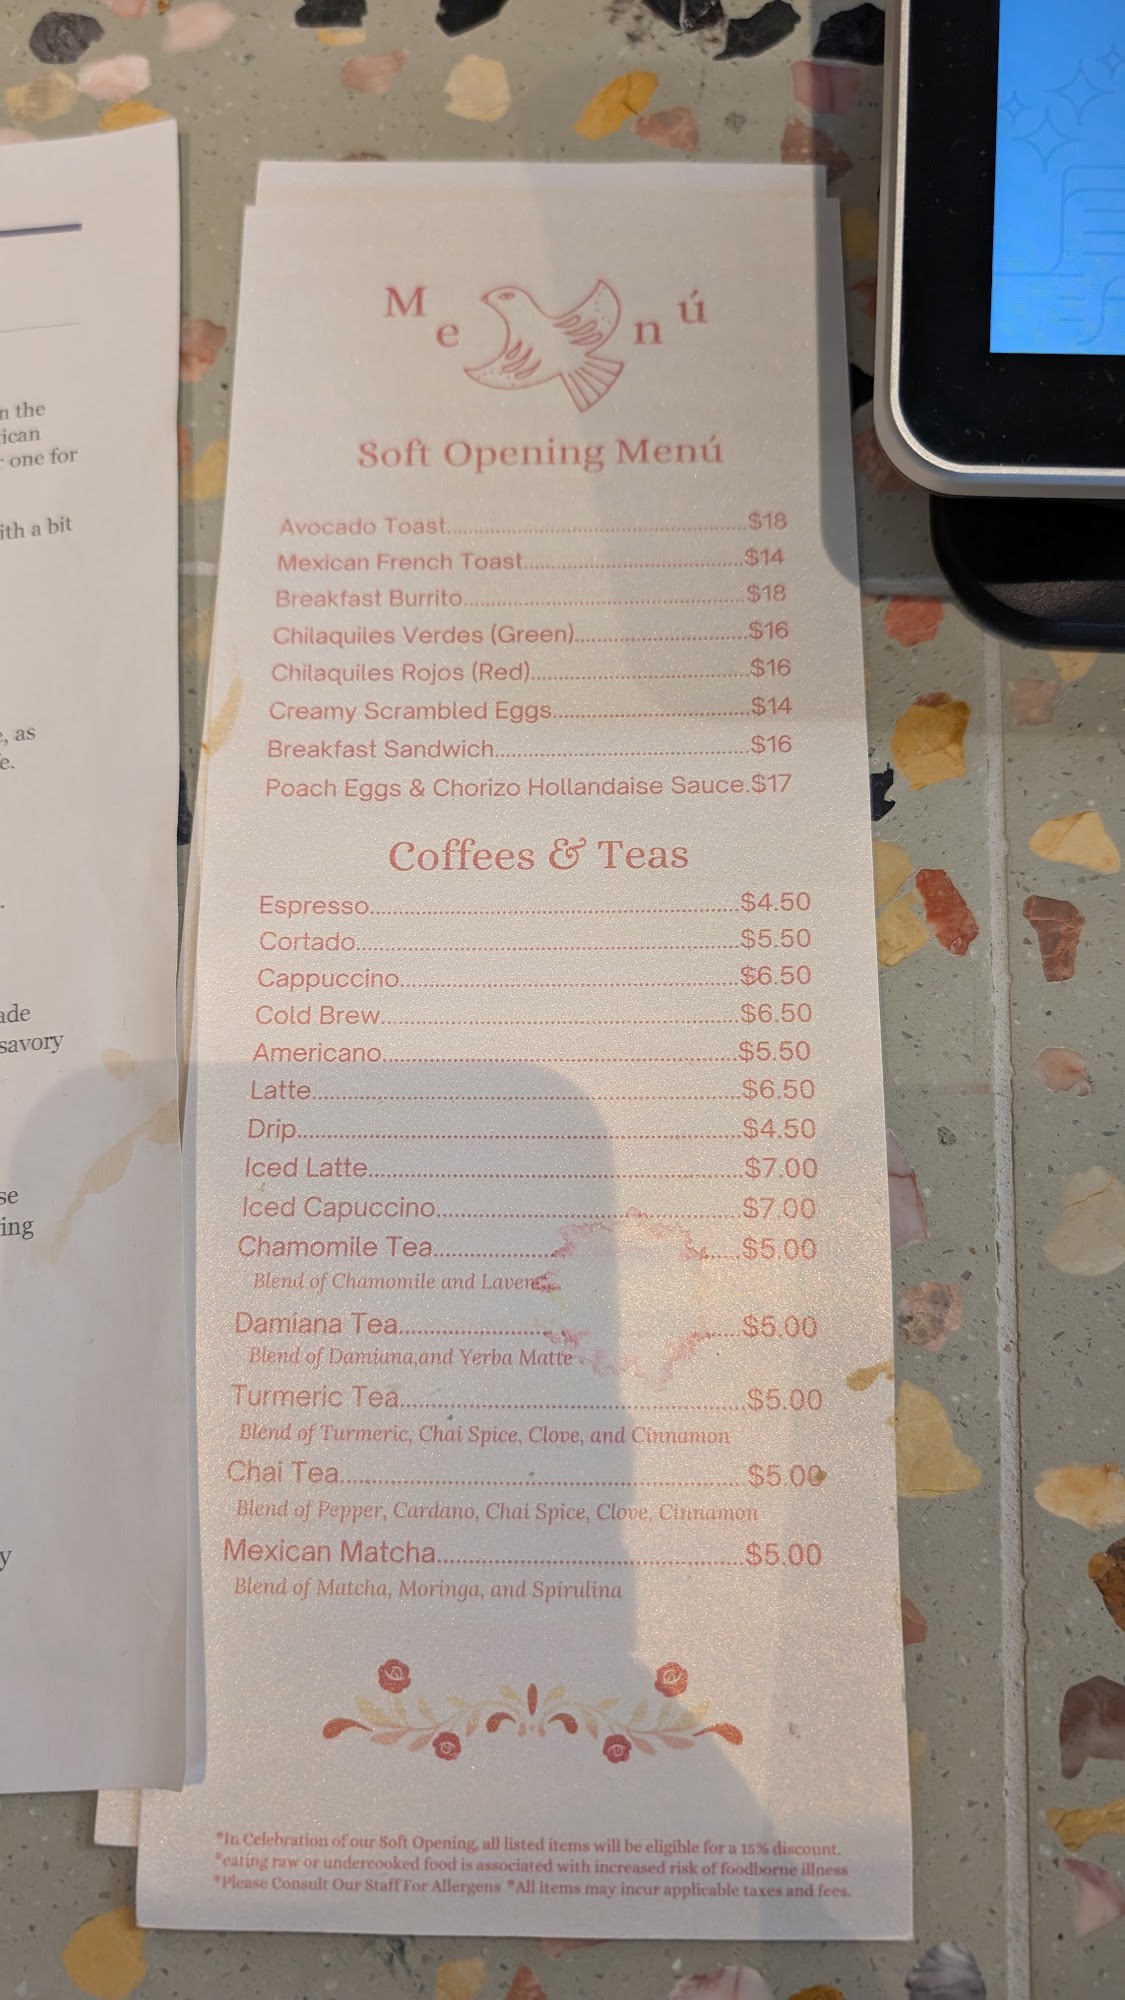 n the
ican
one for
ith a bit
, as
e.
ade
savory
se
ing
y
Menú
Soft Opening Menú
Avocado Toast $18
Mexican French Toast $14
Breakfast Burrito $18
Chilaquiles Verdes (Green) $16
Chilaquiles Rojos (Red) $16
Creamy Scrambled Eggs $14
Breakfast Sandwich $16
Poach Eggs & Chorizo Hollandaise Sauce.$17
Coffees & Teas
Espresso $4.50
Cortado $5.50
Cappuccino $6.50
Cold Brew $6.50
Americano $5.50
Latte $6.50
Drip $4.50
Iced Latte $7.00
Iced Capuccino $7.00
Chamomile Tea $5.00
Blend of Chamomile and Laven
Damiana Tea $5.00
Blend of Damiana,and Yerba Matte
Turmeric Tea $5.00
Blend of Turmeric, Chai Spice, Clove, and Cinnamon
Chai Tea $5.00
Blend of Pepper, Cardano, Chai Spice, Clove, Cinnamon
Mexican Matcha $5.00
Blend of Matcha, Moringa, and Spirulina
*In Celebration of our Soft Opening, all listed items will be eligible for a 15% discount.
*eating raw or undercooked food is associated with increased risk of foodborne illness
*Please Consult Our Staff For Allergens *All items may incur applicable taxes and fees.